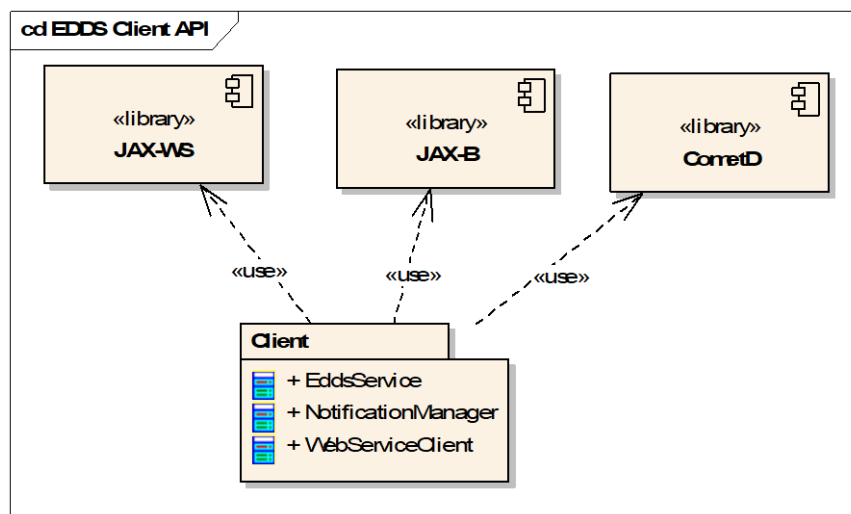 cd EDDS Client API
«library»
JAX-WS
«library»
JAX-B
«library»
CometD
«use»
«use»
«use»
Client
+ EddsService
+ NotificationManager
+ WebServiceClient